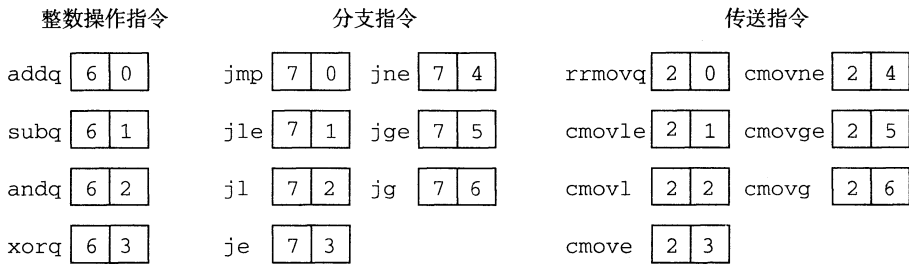 整数操作指令 分支指令 传送指令
addq 6 0 jmp 7 0 jne 7 4 rrmovq 2 0 cmovne 2 4
subq 6 1 jle 7 1 jge 7 5 cmovle 2 1 cmovge 2 5
andq 6 2 jl 7 2 jg 7 6 cmovl 2 2 cmovg 2 6
xorq 6 3 je 7 3 cmove 2 3